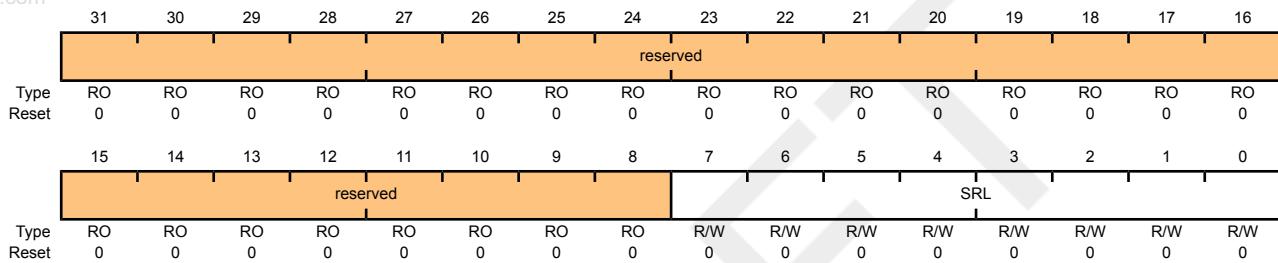 .com
31 30 29 28 27 26 25 24 23 22 21 20 19 18 17 16
reserved
Type RO RO RO RO RO RO RO RO RO RO RO RO RO RO RO RO
Reset 0 0 0 0 0 0 0 0 0 0 0 0 0 0 0 0
15 14 13 12 11 10 9 8 7 6 5 4 3 2 1 0
reserved SRL
Type RO RO RO RO RO RO RO RO R/W R/W R/W R/W R/W R/W R/W R/W
Reset 0 0 0 0 0 0 0 0 0 0 0 0 0 0 0 0